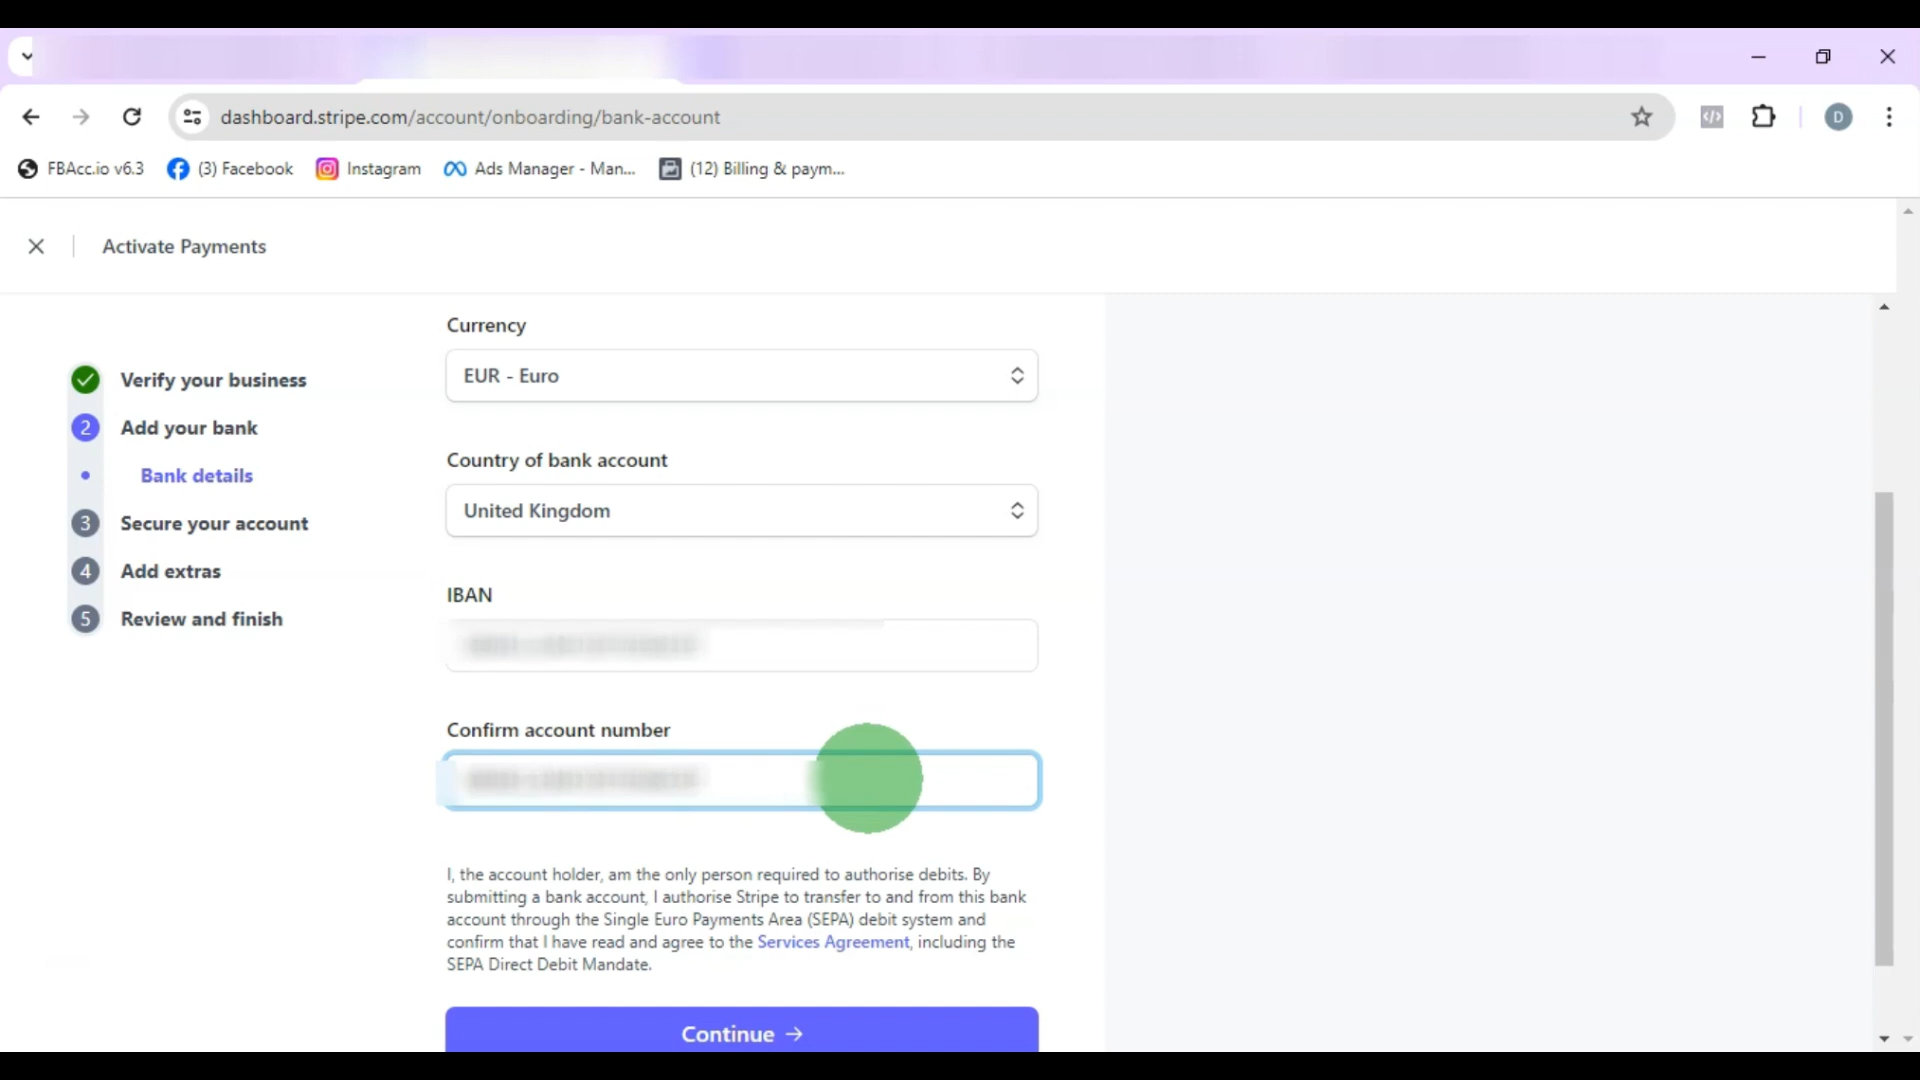 dashboard.stripe.com/account/onboarding/bank-account
D
FBAcc.io v6.3
(3) Facebook
Instagram
Ads Manager - Man...
(12) Billing & paym...
Activate Payments
Verify your business
2 Add your bank
Bank details
3 Secure your account
4 Add extras
5 Review and finish
Currency
EUR - Euro
Country of bank account
United Kingdom
IBAN
Confirm account number
I, the account holder, am the only person required to authorise debits. By
submitting a bank account, I authorise Stripe to transfer to and from this bank
account through the Single Euro Payments Area (SEPA) debit system and
confirm that I have read and agree to the Services Agreement, including the
SEPA Direct Debit Mandate.
Continue →